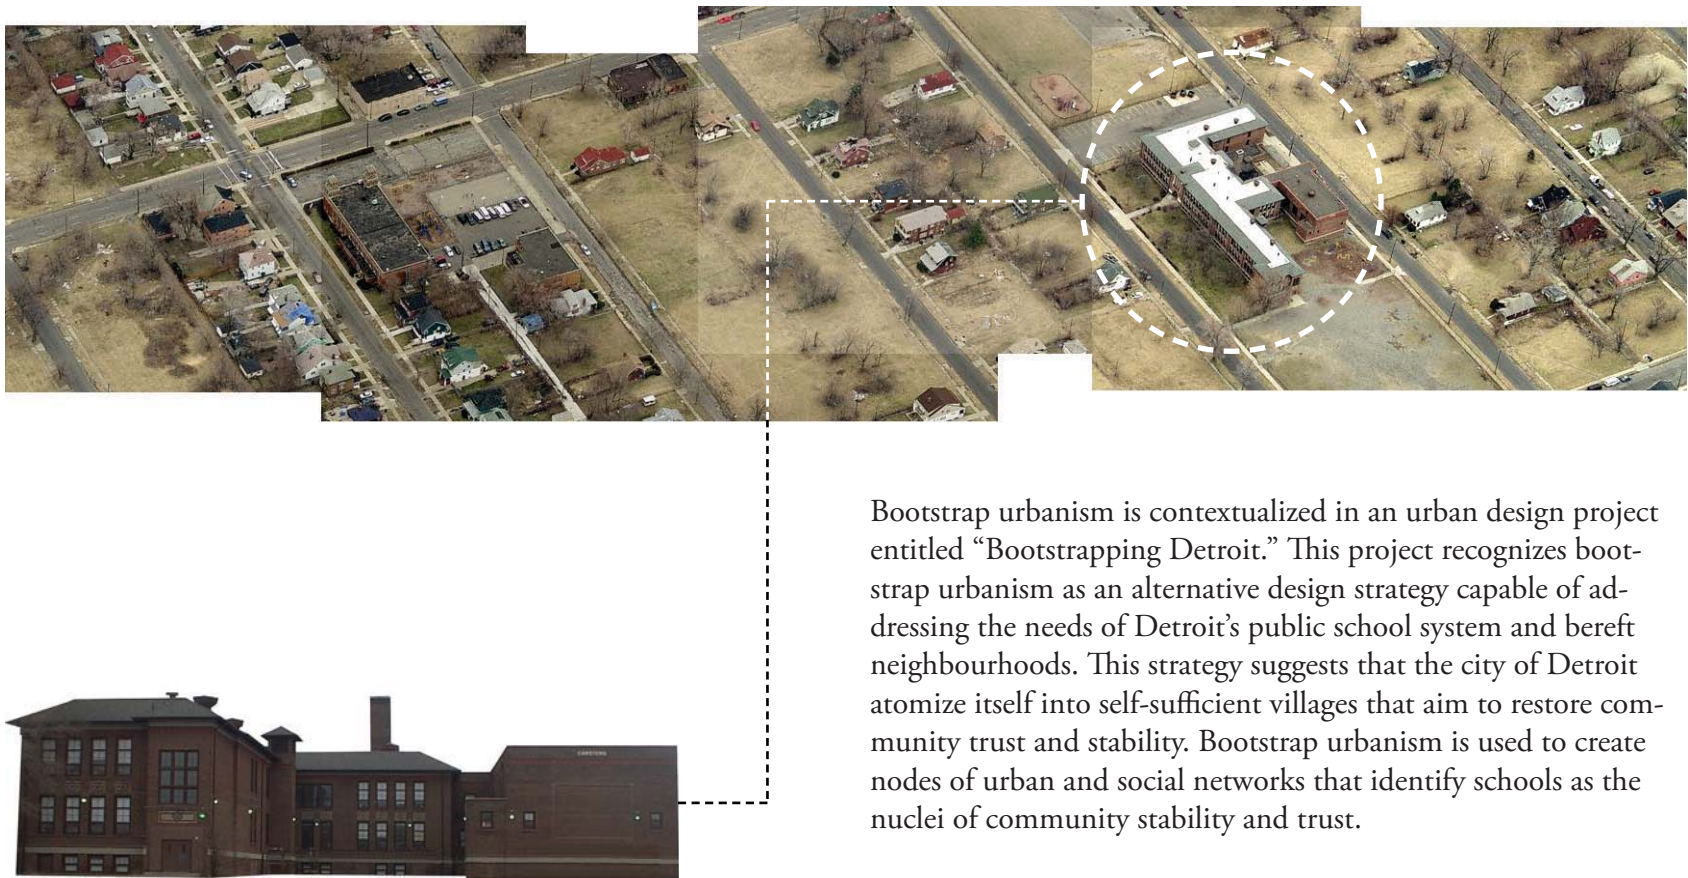 CARSTENS
Bootstrap urbanism is contextualized in an urban design project
entitled “Bootstrapping Detroit.” This project recognizes boot-
strap urbanism as an alternative design strategy capable of ad-
dressing the needs of Detroit’s public school system and bereft
neighbourhoods. This strategy suggests that the city of Detroit
atomize itself into self-sufficient villages that aim to restore com-
munity trust and stability. Bootstrap urbanism is used to create
nodes of urban and social networks that identify schools as the
nuclei of community stability and trust.